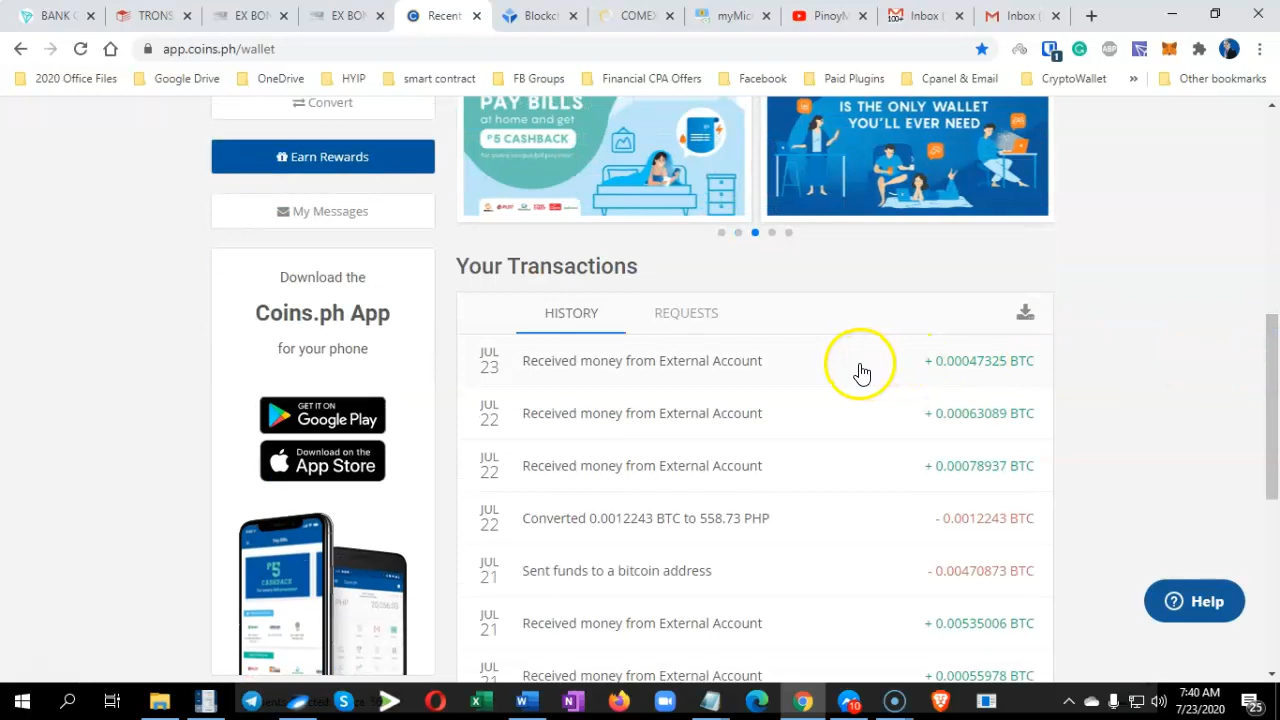 BANK C
TRONS
EX BON
EX BON
Recent
Blockch
COMEX
myMic
PinoyM
Inbox (
Inbox (
app.coins.ph/wallet
2020 Office Files
Google Drive
OneDrive
HYIP
smart contract
FB Groups
Financial CPA Offers
Facebook
Paid Plugins
Cpanel & Email
CryptoWallet
»
Other bookmarks
Convert
Earn Rewards
My Messages
Download the
Coins.ph App
for your phone
GET IT ON
Google Play
Download on the
App Store
PAY BILLS
at home and get
₱5 CASHBACK
IS THE ONLY WALLET
YOU'LL EVER NEED
Your Transactions
HISTORY
REQUESTS
JUL
23
Received money from External Account
+ 0.00047325 BTC
JUL
22
Received money from External Account
+ 0.00063089 BTC
JUL
22
Received money from External Account
+ 0.00078937 BTC
JUL
22
Converted 0.0012243 BTC to 558.73 PHP
- 0.0012243 BTC
JUL
21
Sent funds to a bitcoin address
- 0.00470873 BTC
JUL
21
Received money from External Account
+ 0.00535006 BTC
JUL
21
Received money from External Account
+ 0.00055978 BTC
Help
7:40 AM
7/23/2020